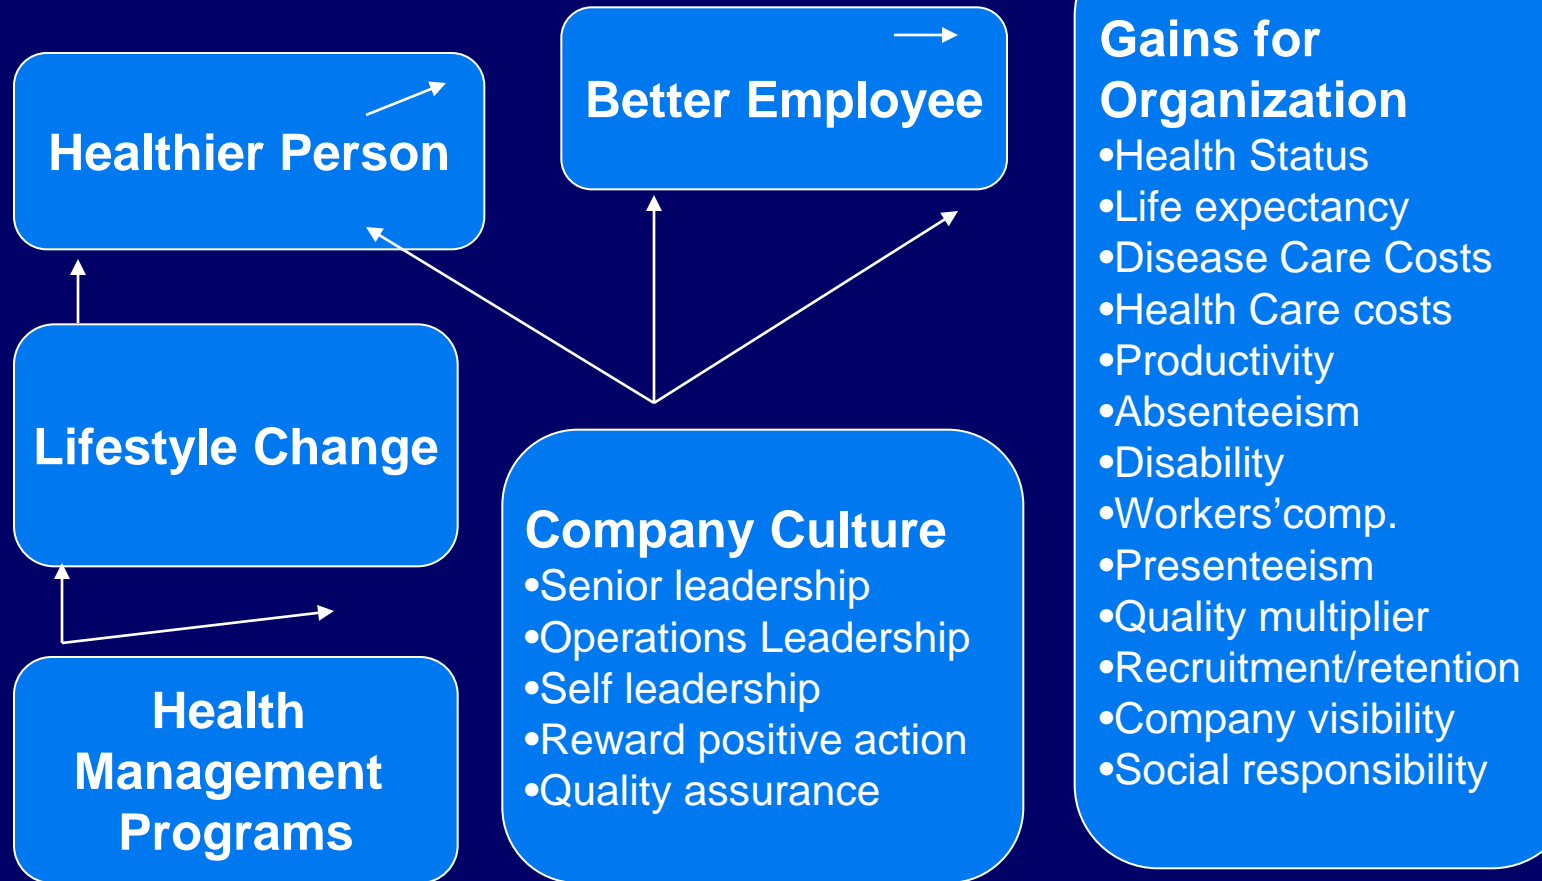 Healthier Person
Better Employee
Lifestyle Change
Health
Management
Programs
Company Culture
•Senior leadership
•Operations Leadership
•Self leadership
•Reward positive action
•Quality assurance
Gains for
Organization
•Health Status
•Life expectancy
•Disease Care Costs
•Health Care costs
•Productivity
•Absenteeism
•Disability
•Workers’comp.
•Presenteeism
•Quality multiplier
•Recruitment/retention
•Company visibility
•Social responsibility